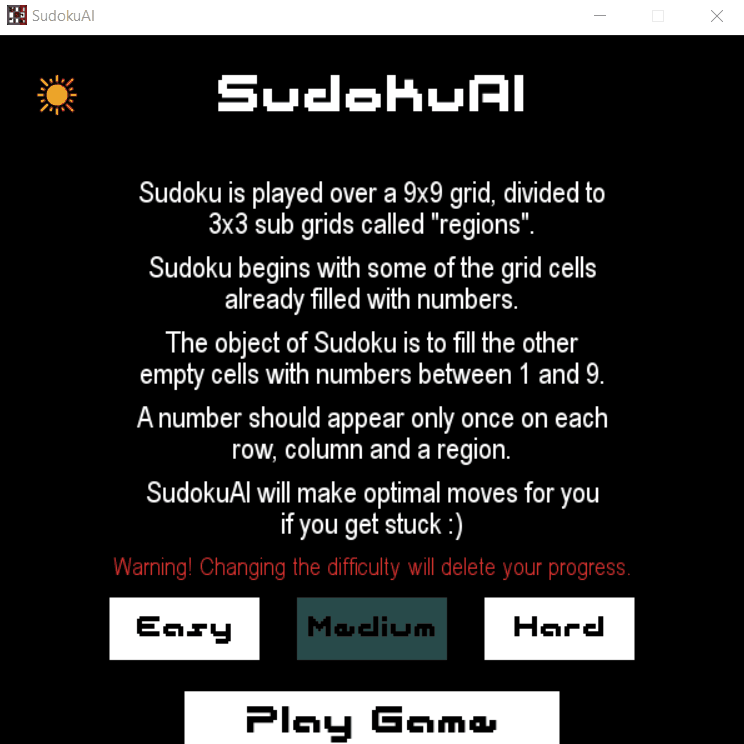 SudokuAI
SudokuAI
Sudoku is played over a 9x9 grid, divided to
3x3 sub grids called "regions".
Sudoku begins with some of the grid cells
already filled with numbers.
The object of Sudoku is to fill the other
empty cells with numbers between 1 and 9.
A number should appear only once on each
row, column and a region.
SudokuAI will make optimal moves for you
if you get stuck :)
Warning! Changing the difficulty will delete your progress.
Easy Medium Hard
Play Game